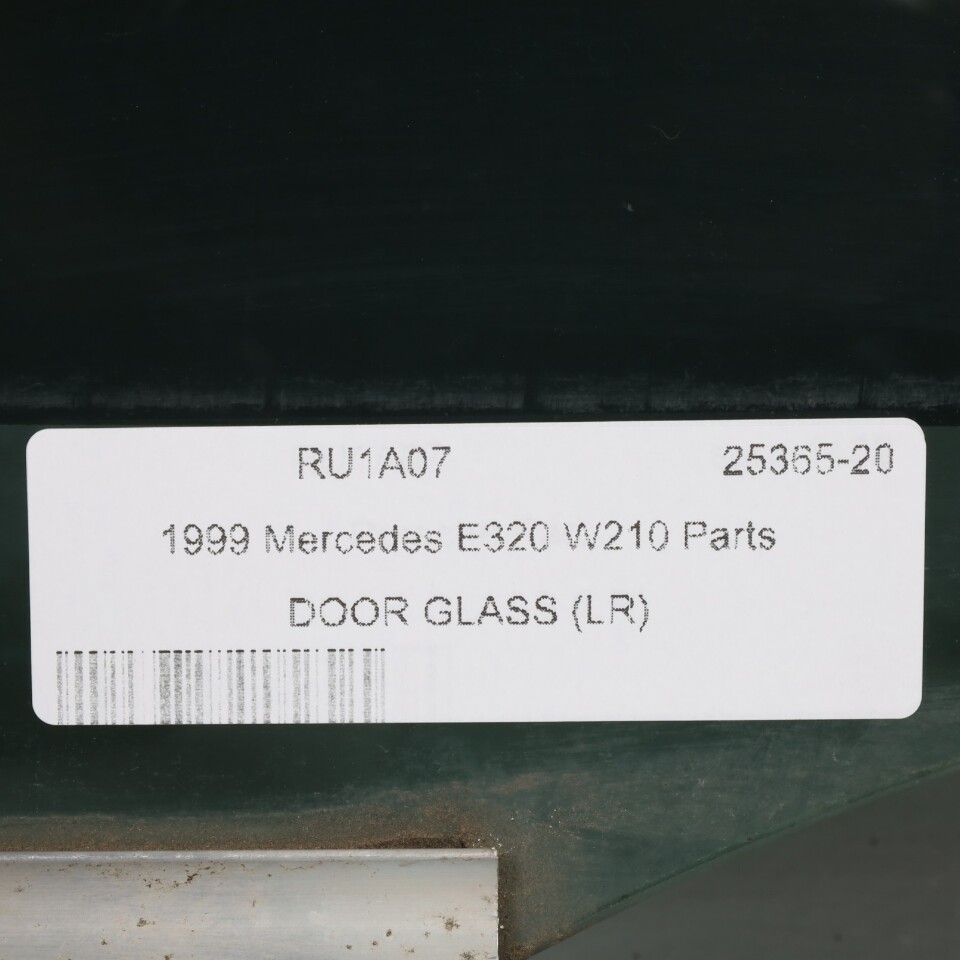 RU1A07 25365-20
1999 Mercedes E320 W210 Parts
DOOR GLASS (LR)